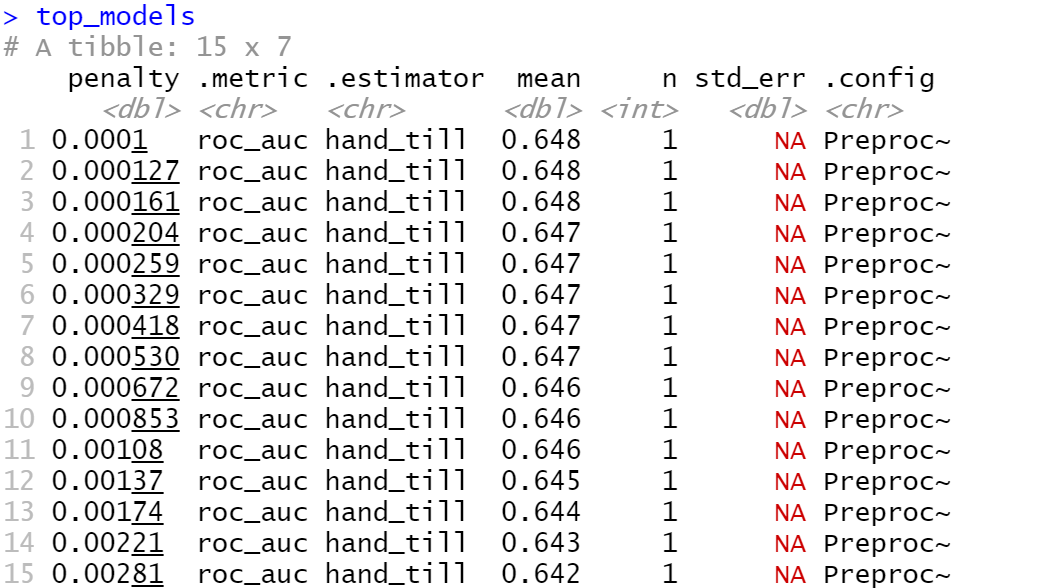 > top_models
# A tibble: 15 x 7
penalty .metric .estimator mean n std_err .config
<dbl> <chr> <chr> <dbl> <int> <dbl> <chr>
1 0.0001 roc_auc hand_till 0.648 1 NA Preproc~
2 0.000127 roc_auc hand_till 0.648 1 NA Preproc~
3 0.000161 roc_auc hand_till 0.648 1 NA Preproc~
4 0.000204 roc_auc hand_till 0.647 1 NA Preproc~
5 0.000259 roc_auc hand_till 0.647 1 NA Preproc~
6 0.000329 roc_auc hand_till 0.647 1 NA Preproc~
7 0.000418 roc_auc hand_till 0.647 1 NA Preproc~
8 0.000530 roc_auc hand_till 0.647 1 NA Preproc~
9 0.000672 roc_auc hand_till 0.646 1 NA Preproc~
10 0.000853 roc_auc hand_till 0.646 1 NA Preproc~
11 0.00108 roc_auc hand_till 0.646 1 NA Preproc~
12 0.00137 roc_auc hand_till 0.645 1 NA Preproc~
13 0.00174 roc_auc hand_till 0.644 1 NA Preproc~
14 0.00221 roc_auc hand_till 0.643 1 NA Preproc~
15 0.00281 roc_auc hand_till 0.642 1 NA Preproc~